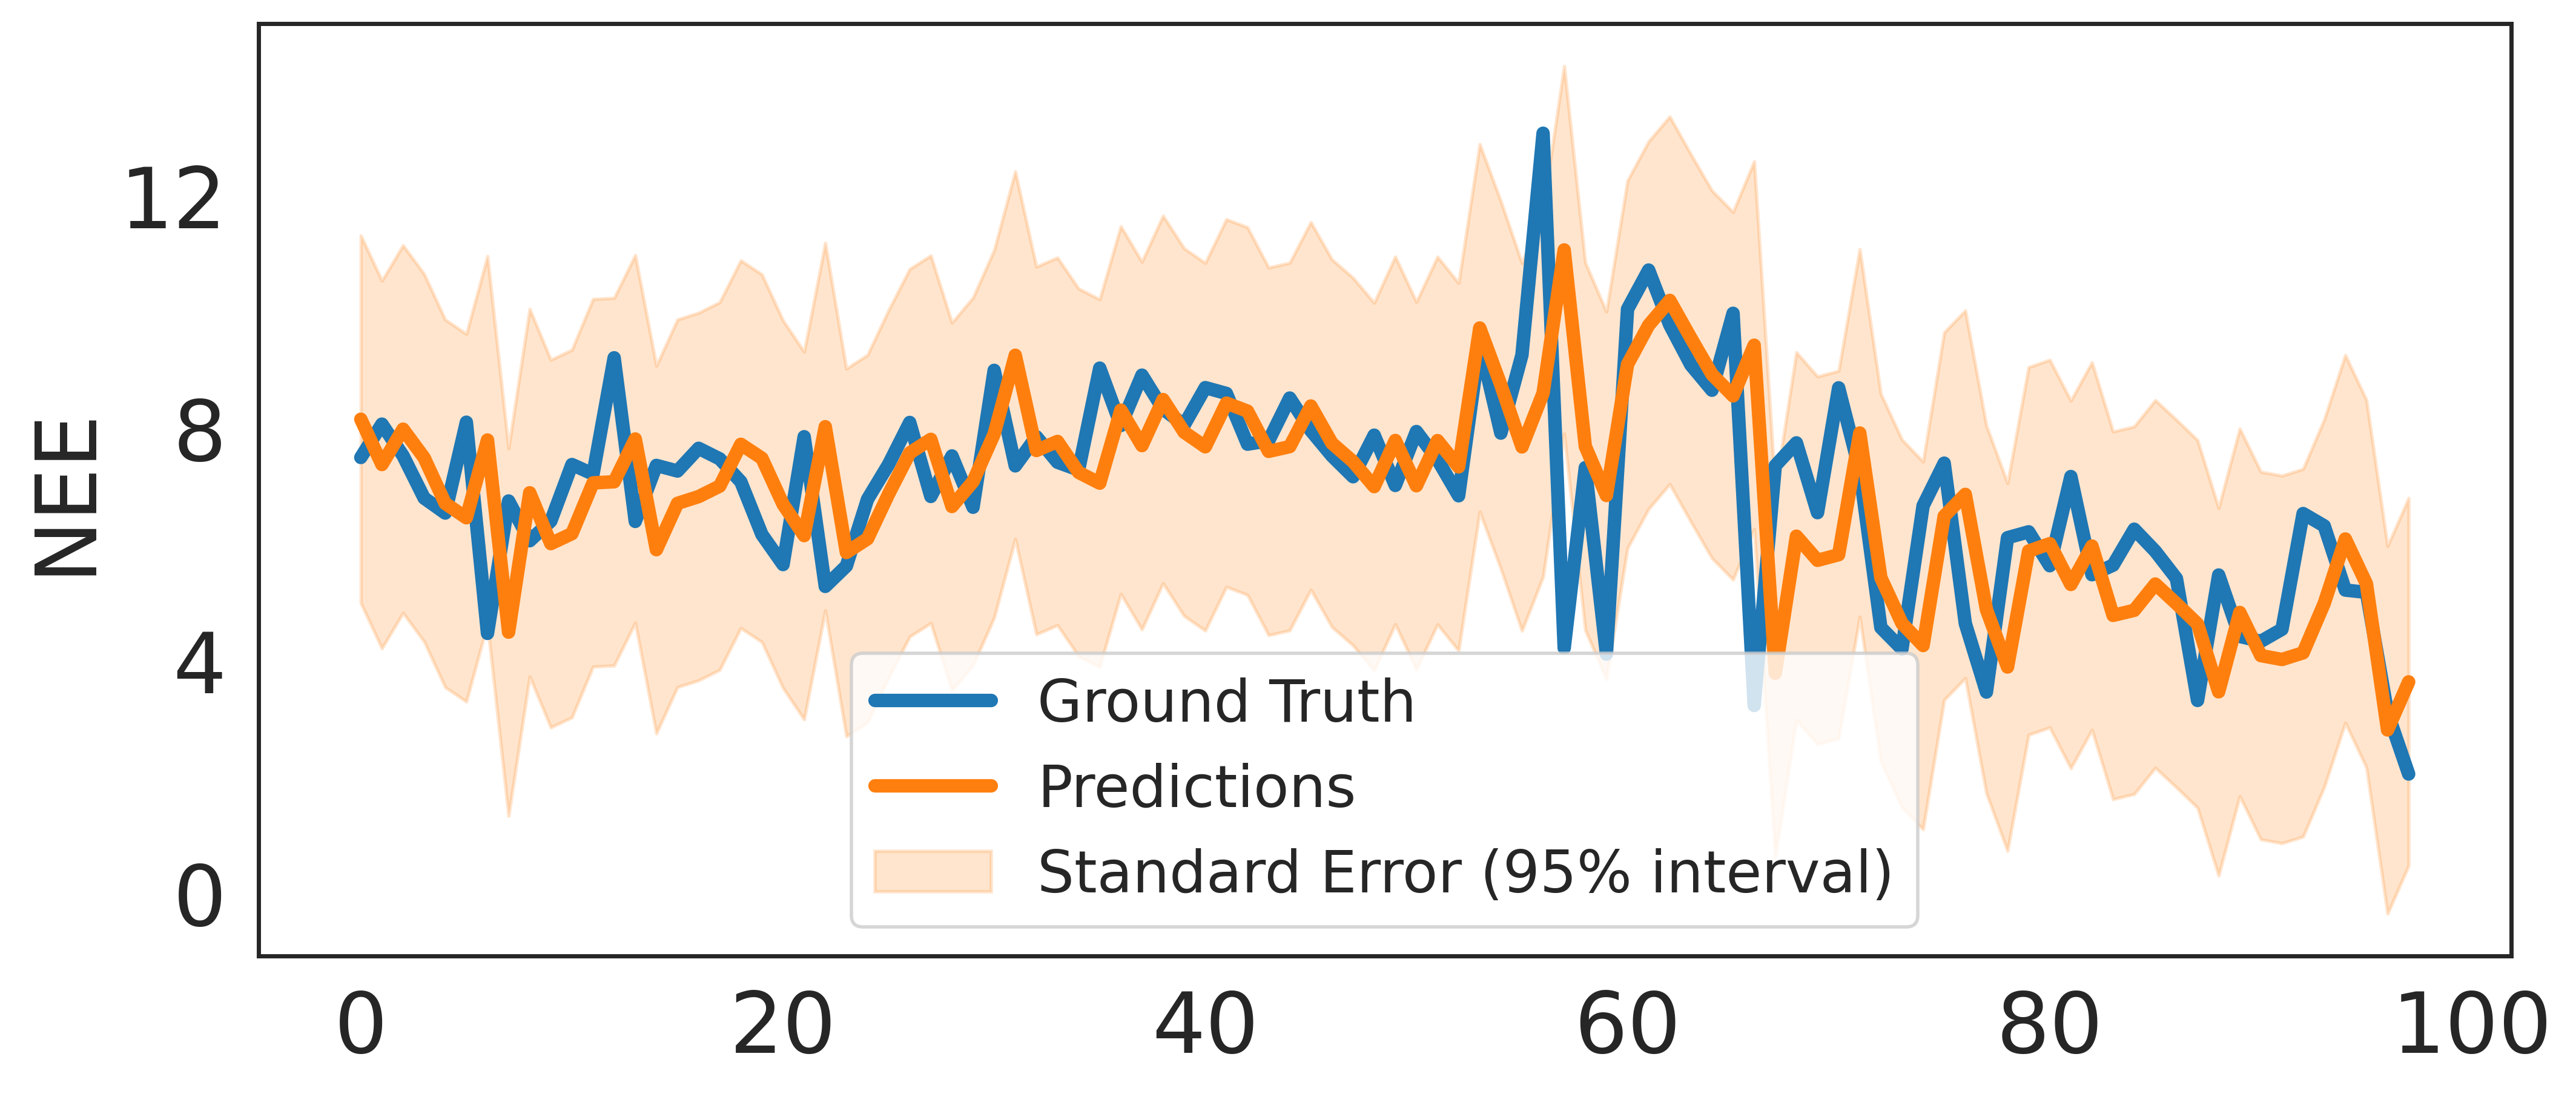 NEE
12
8
4
0
Ground Truth
Predictions
Standard Error (95% interval)
0 20 40 60 80 100